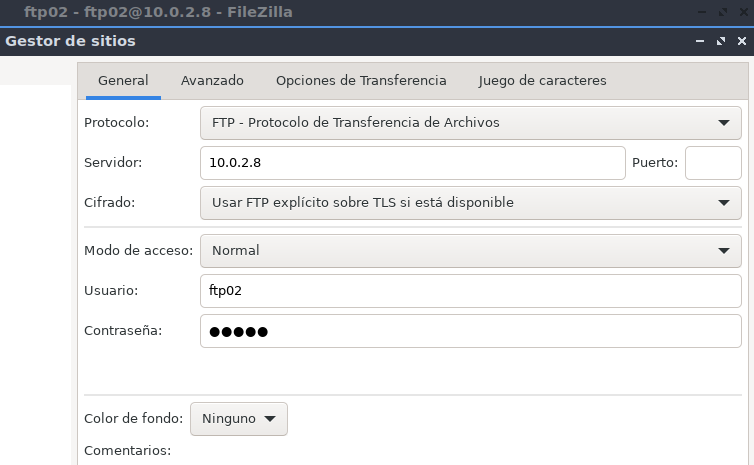 ftp02 - ftp02@10.0.2.8 - FileZilla
Gestor de sitios
General Avanzado Opciones de Transferencia Juego de caracteres
Protocolo: FTP - Protocolo de Transferencia de Archivos
Servidor: 10.0.2.8 Puerto:
Cifrado: Usar FTP explícito sobre TLS si está disponible
Modo de acceso: Normal
Usuario: ftp02
Contraseña: ●●●●●
Color de fondo: Ninguno
Comentarios: